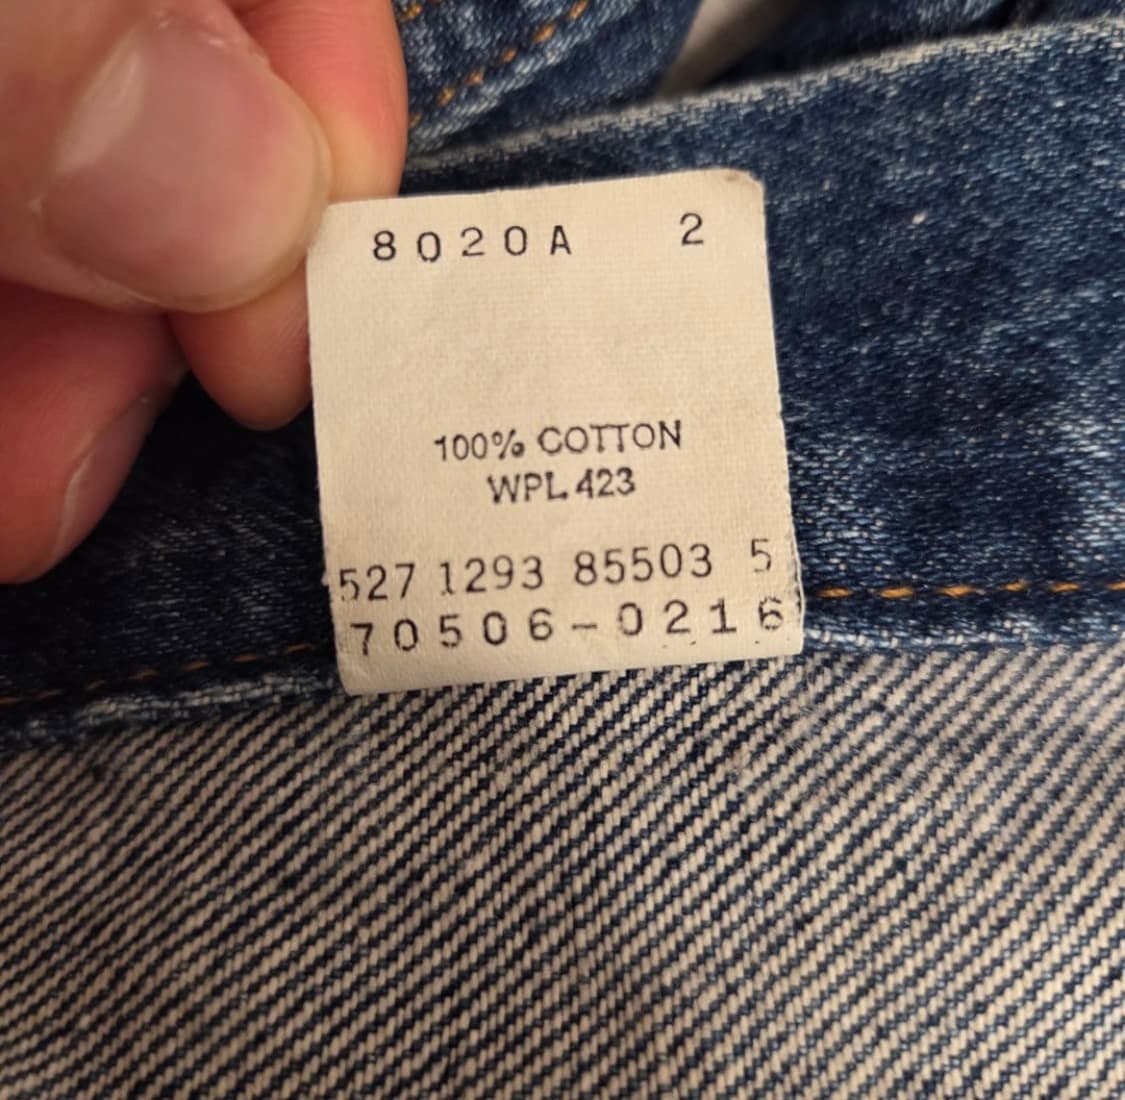 8020A 2
100% COTTON
WPL 423
527 1293 85503 5
70506-0216